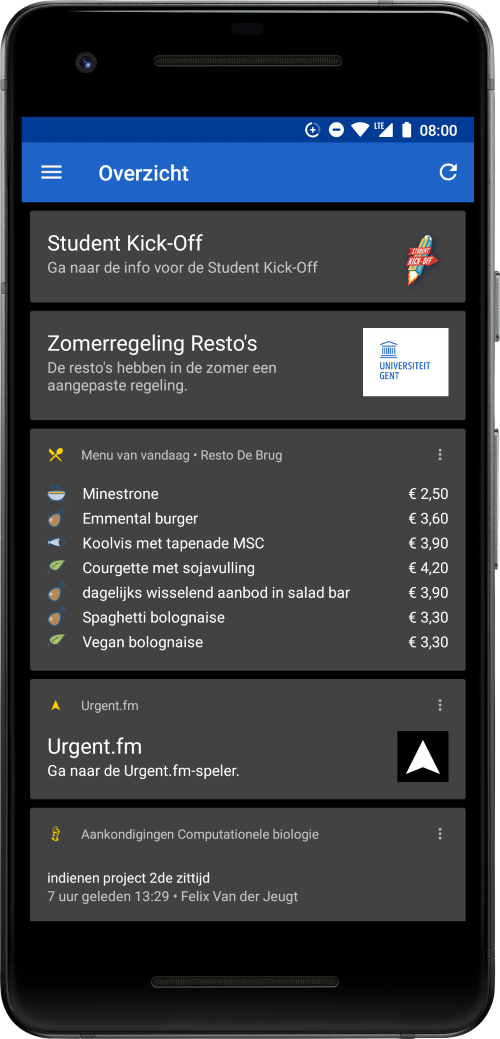 LTE 08:00
Overzicht
Student Kick-Off
Ga naar de info voor de Student Kick-Off
STUDENT
KICK-OFF
Zomerregeling Resto's
De resto's hebben in de zomer een
aangepaste regeling.
UNIVERSITEIT
GENT
Menu van vandaag • Resto De Brug
Minestrone € 2,50
Emmental burger € 3,60
Koolvis met tapenade MSC € 3,90
Courgette met sojavulling € 4,20
dagelijks wisselend aanbod in salad bar € 3,90
Spaghetti bolognaise € 3,30
Vegan bolognaise € 3,30
Urgent.fm
Urgent.fm
Ga naar de Urgent.fm-speler.
Aankondigingen Computationele biologie
indienen project 2de zittijd
7 uur geleden 13:29 • Felix Van der Jeugt